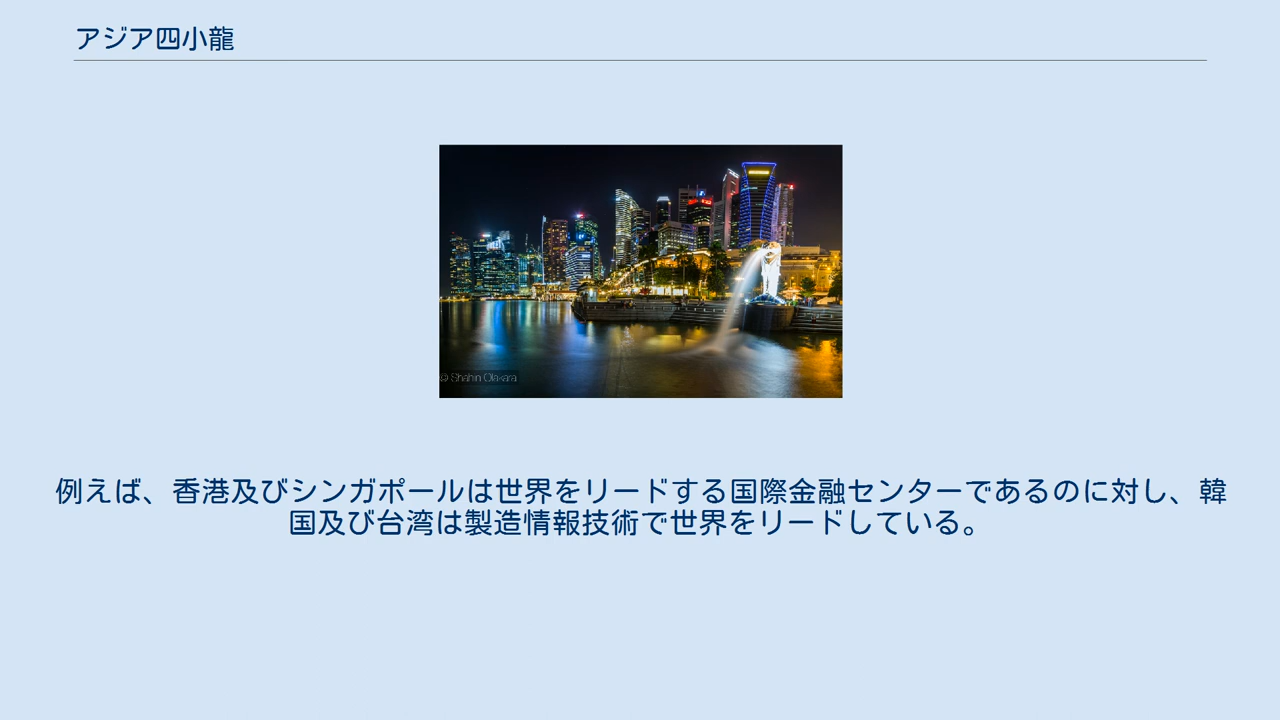 アジア四小龍
© Shahin Olakara
例えば、香港及びシンガポールは世界をリードする国際金融センターであるのに対し、韓
国及び台湾は製造情報技術で世界をリードしている。